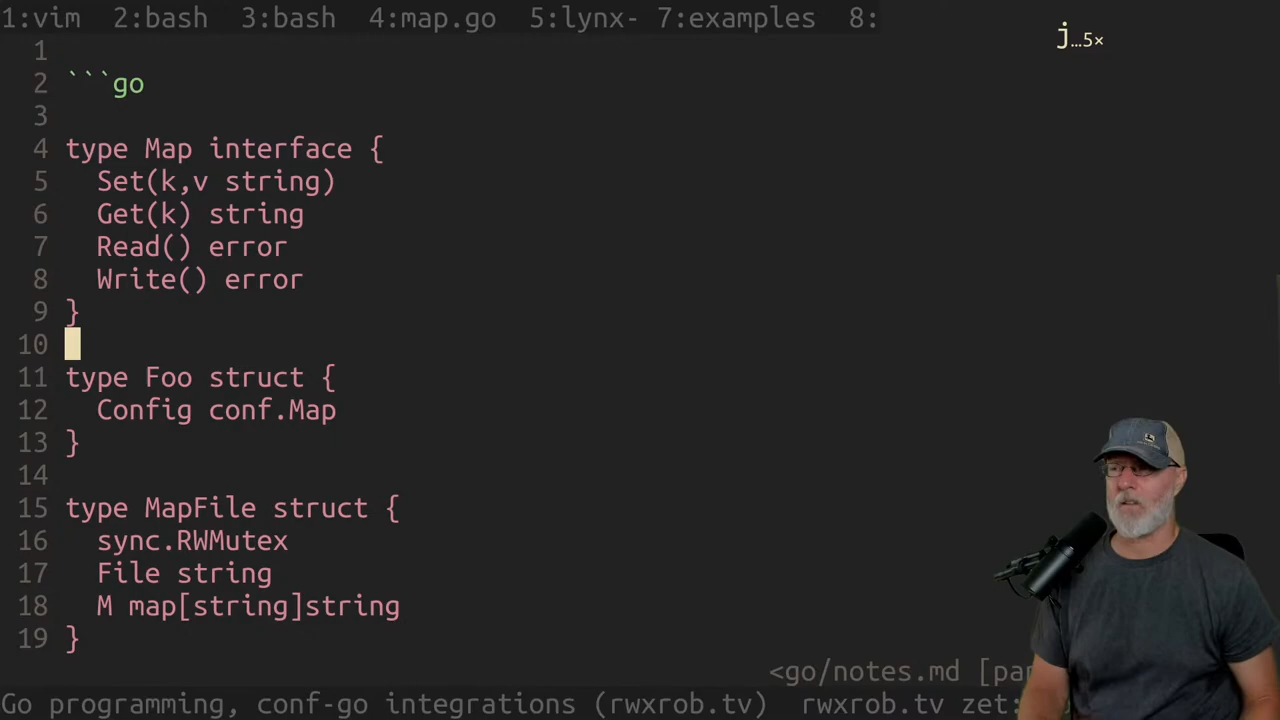 1:vim 2:bash 3:bash 4:map.go 5:lynx- 7:examples 8:
j…5×
1
2 ```go
3
4 type Map interface {
5 Set(k,v string)
6 Get(k) string
7 Read() error
8 Write() error
9 }
10
11 type Foo struct {
12 Config conf.Map
13 }
14
15 type MapFile struct {
16 sync.RWMutex
17 File string
18 M map[string]string
19 }
<go/notes.md [par
Go programming, conf-go integrations (rwxrob.tv) rwxrob.tv zet: